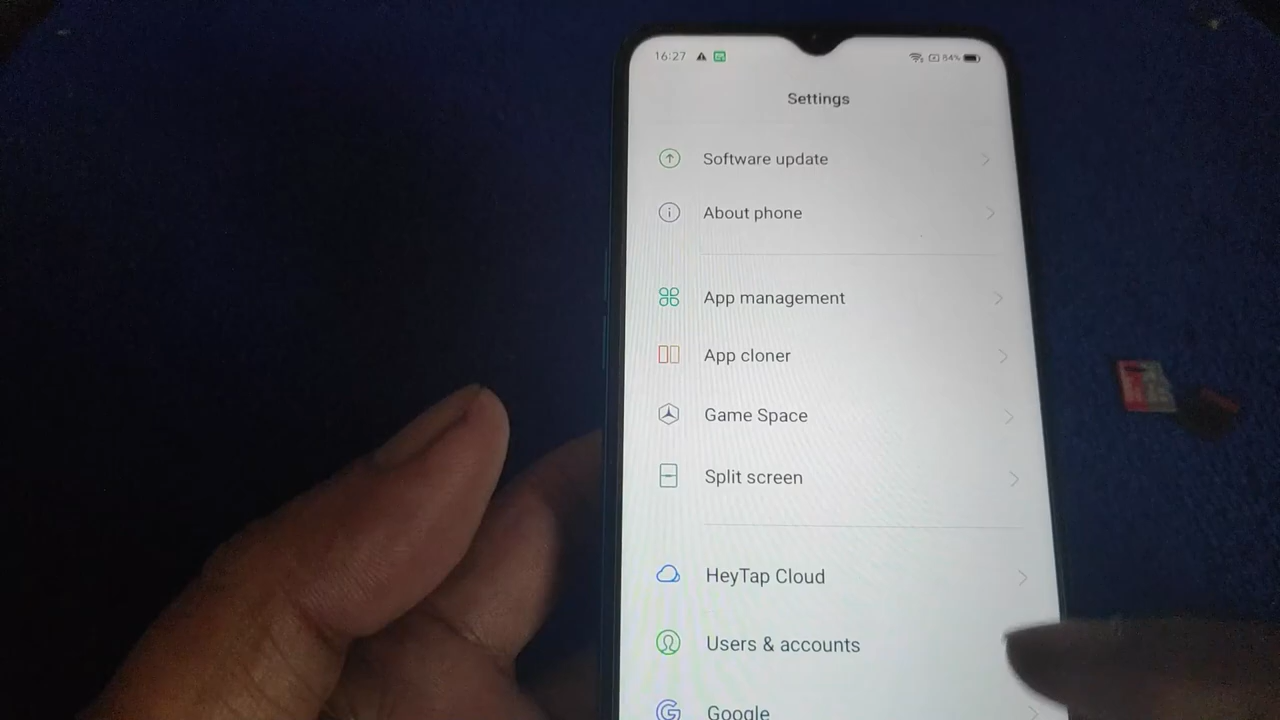 16:27 54%
Settings
Software update
About phone
App management
App cloner
Game Space
Split screen
HeyTap Cloud
Users & accounts
Google